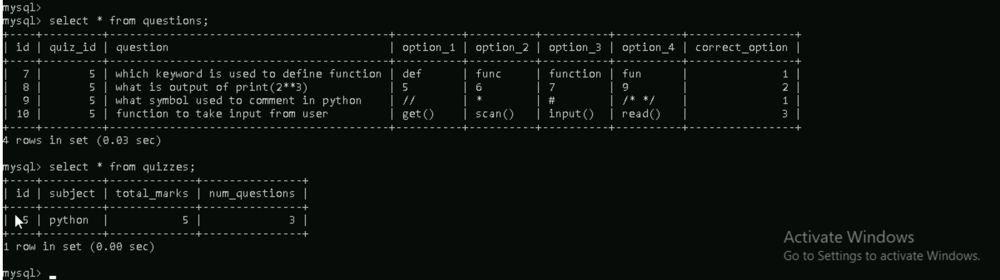 mysql>
mysql> select * from questions;
+----+---------+------------------------------------------+----------+----------+----------+----------+----------------+
| id | quiz_id | question                                 | option_1 | option_2 | option_3 | option_4 | correct_option |
+----+---------+------------------------------------------+----------+----------+----------+----------+----------------+
|  7 |       5 | which keyword is used to define function | def      | func     | function | fun      |              1 |
|  8 |       5 | what is output of print(2**3)            | 5        | 6        | 7        | 9        |              2 |
|  9 |       5 | what symbol used to comment in python    | //       | *        | #        | /* */    |              1 |
| 10 |       5 | function to take input from user         | get()    | scan()   | input()  | read()   |              3 |
+----+---------+------------------------------------------+----------+----------+----------+----------+----------------+
4 rows in set (0.03 sec)
mysql> select * from quizzes;
+----+---------+-------------+---------------+
| id | subject | total_marks | num_questions |
+----+---------+-------------+---------------+
|  5 | python  |           5 |             3 |
+----+---------+-------------+---------------+
1 row in set (0.00 sec)
mysql>
Activate Windows
Go to Settings to activate Windows.